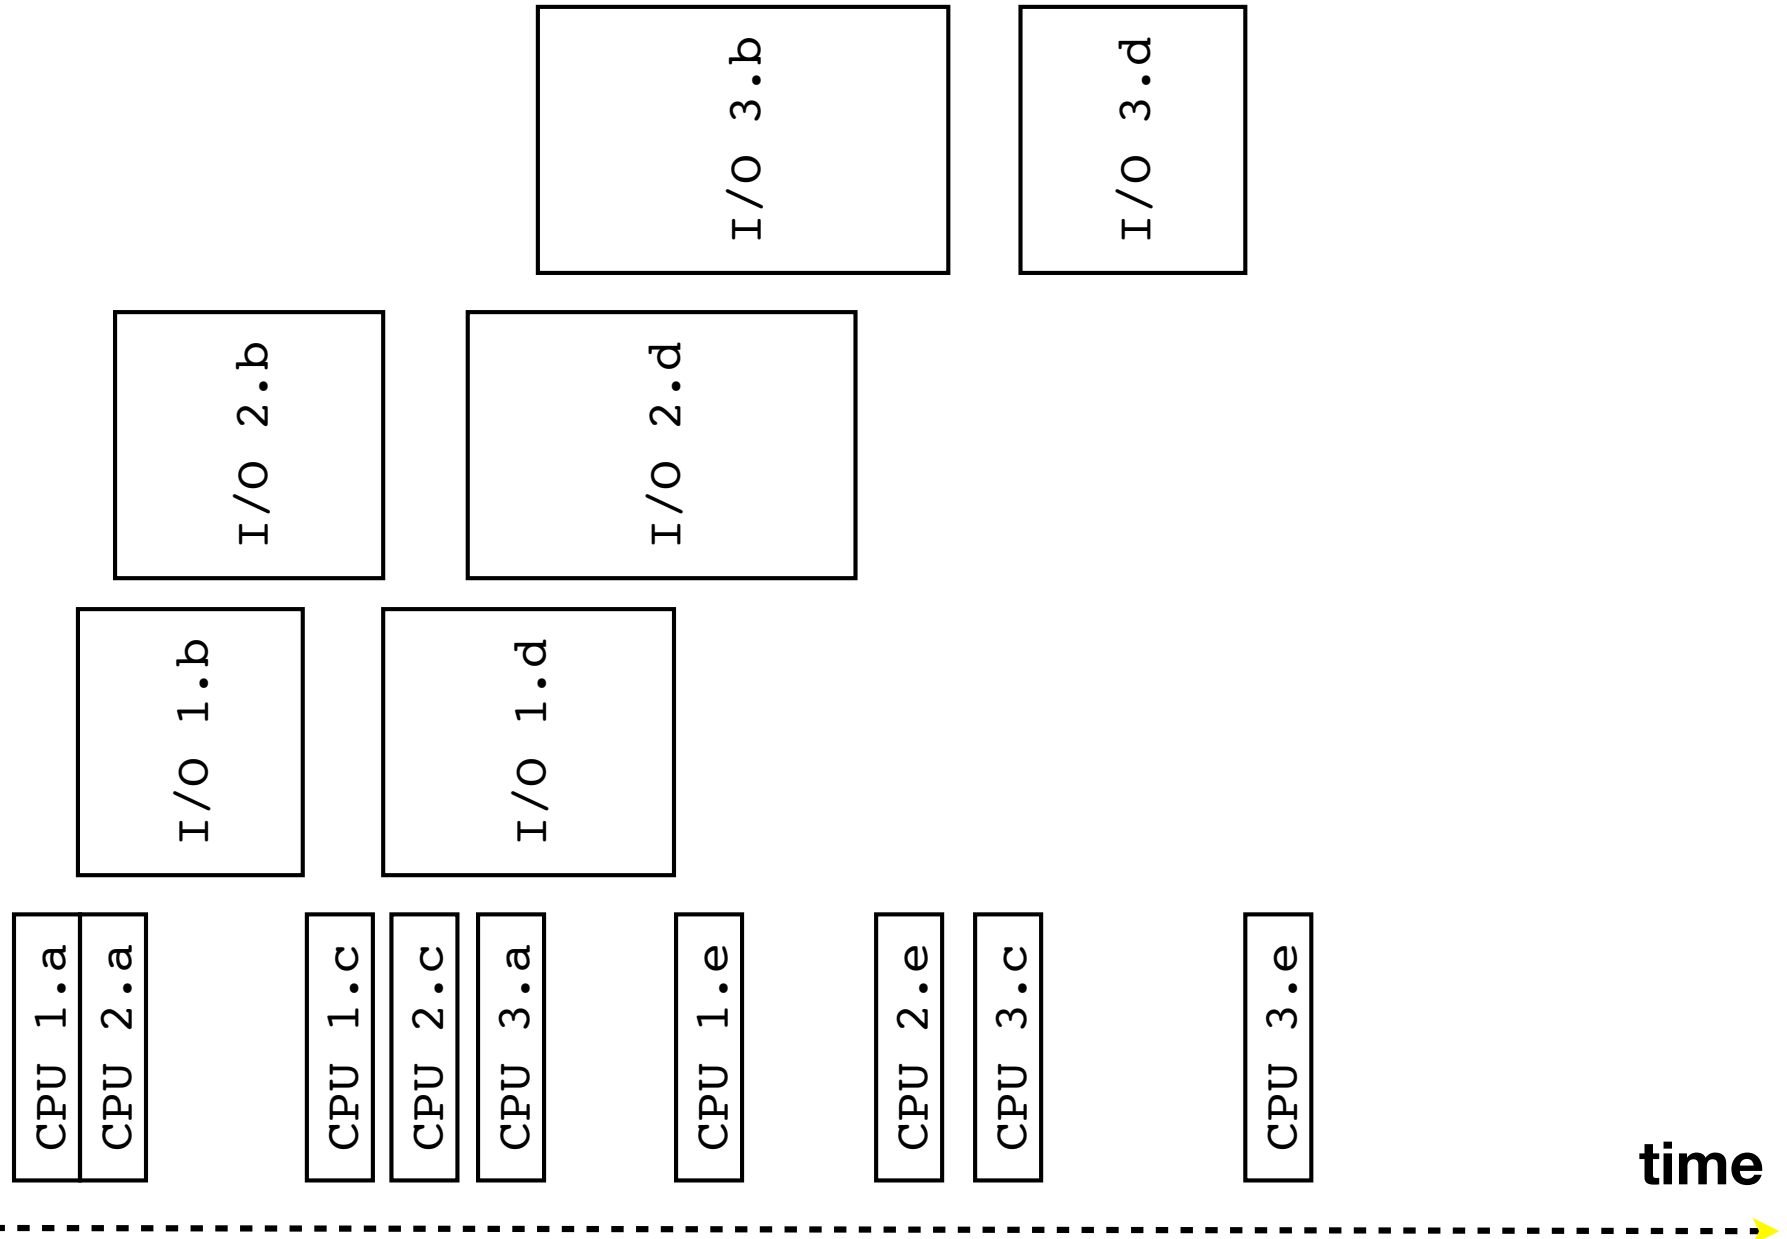 I/O 3.b
I/O 3.d
I/O 2.b
I/O 2.d
I/O 1.b
I/O 1.d
CPU 1.a
CPU 2.a
CPU 1.c
CPU 2.c
CPU 3.a
CPU 1.e
CPU 2.e
CPU 3.c
CPU 3.e
time